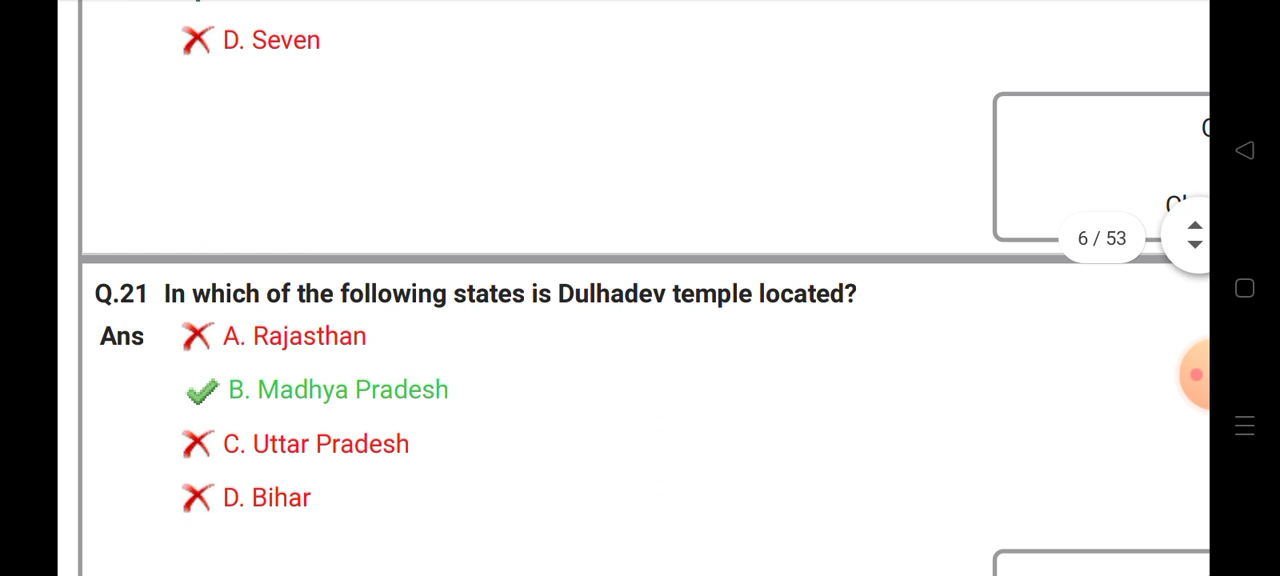 D. Seven
6 / 53
Q.21 In which of the following states is Dulhadev temple located?
Ans A. Rajasthan
B. Madhya Pradesh
C. Uttar Pradesh
D. Bihar